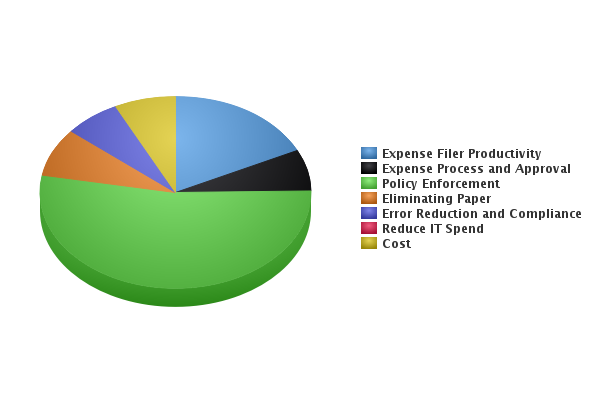 Expense Filer Productivity
Expense Process and Approval
Policy Enforcement
Eliminating Paper
Error Reduction and Compliance
Reduce IT Spend
Cost